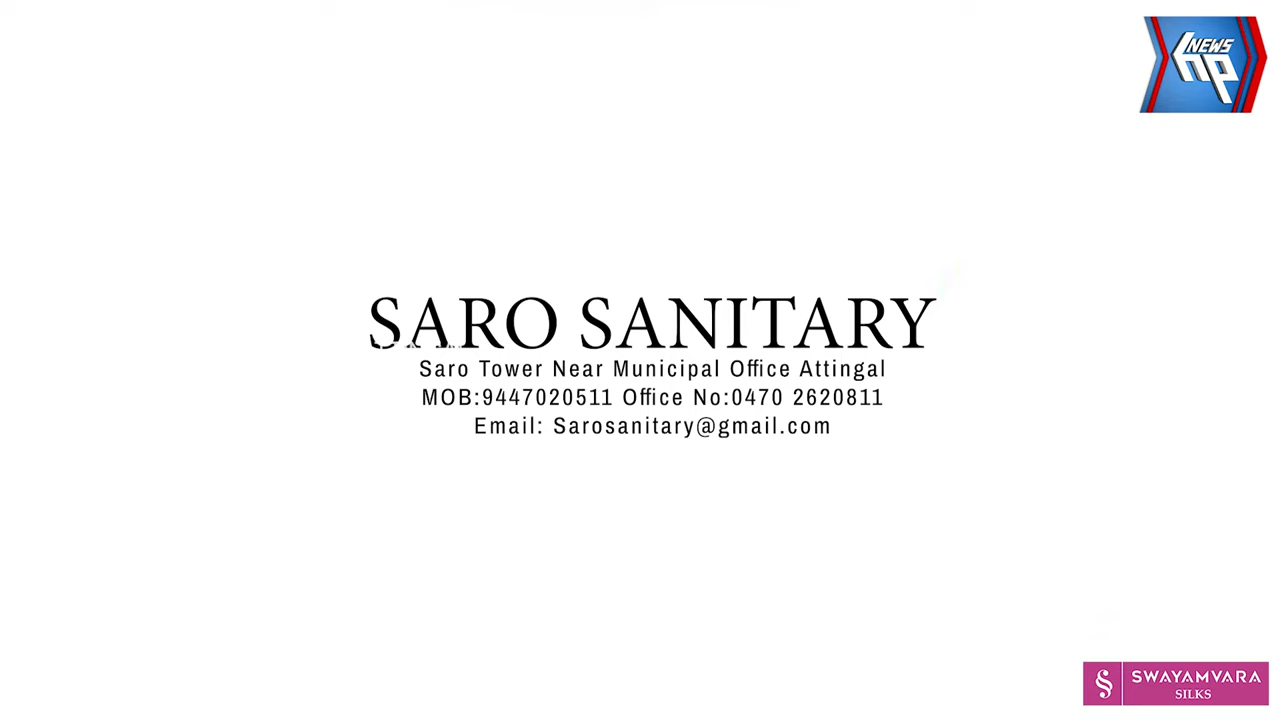 NEWS
hp
SARO SANITARY
Saro Tower Near Municipal Office Attingal
MOB:9447020511 Office No:0470 2620811
Email: Sarosanitary@gmail.com
SWAYAMVARA
SILKS